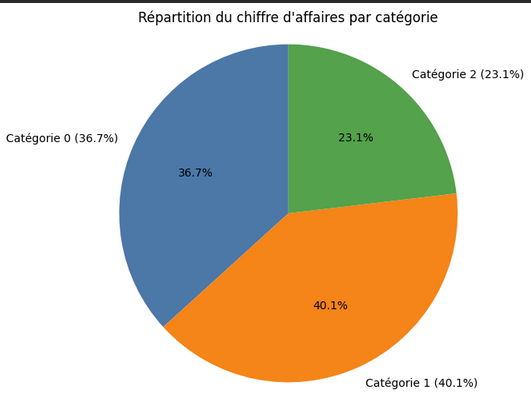 Répartition du chiffre d'affaires par catégorie
Catégorie 2 (23.1%)
Catégorie 0 (36.7%)
23.1%
36.7%
40.1%
Catégorie 1 (40.1%)